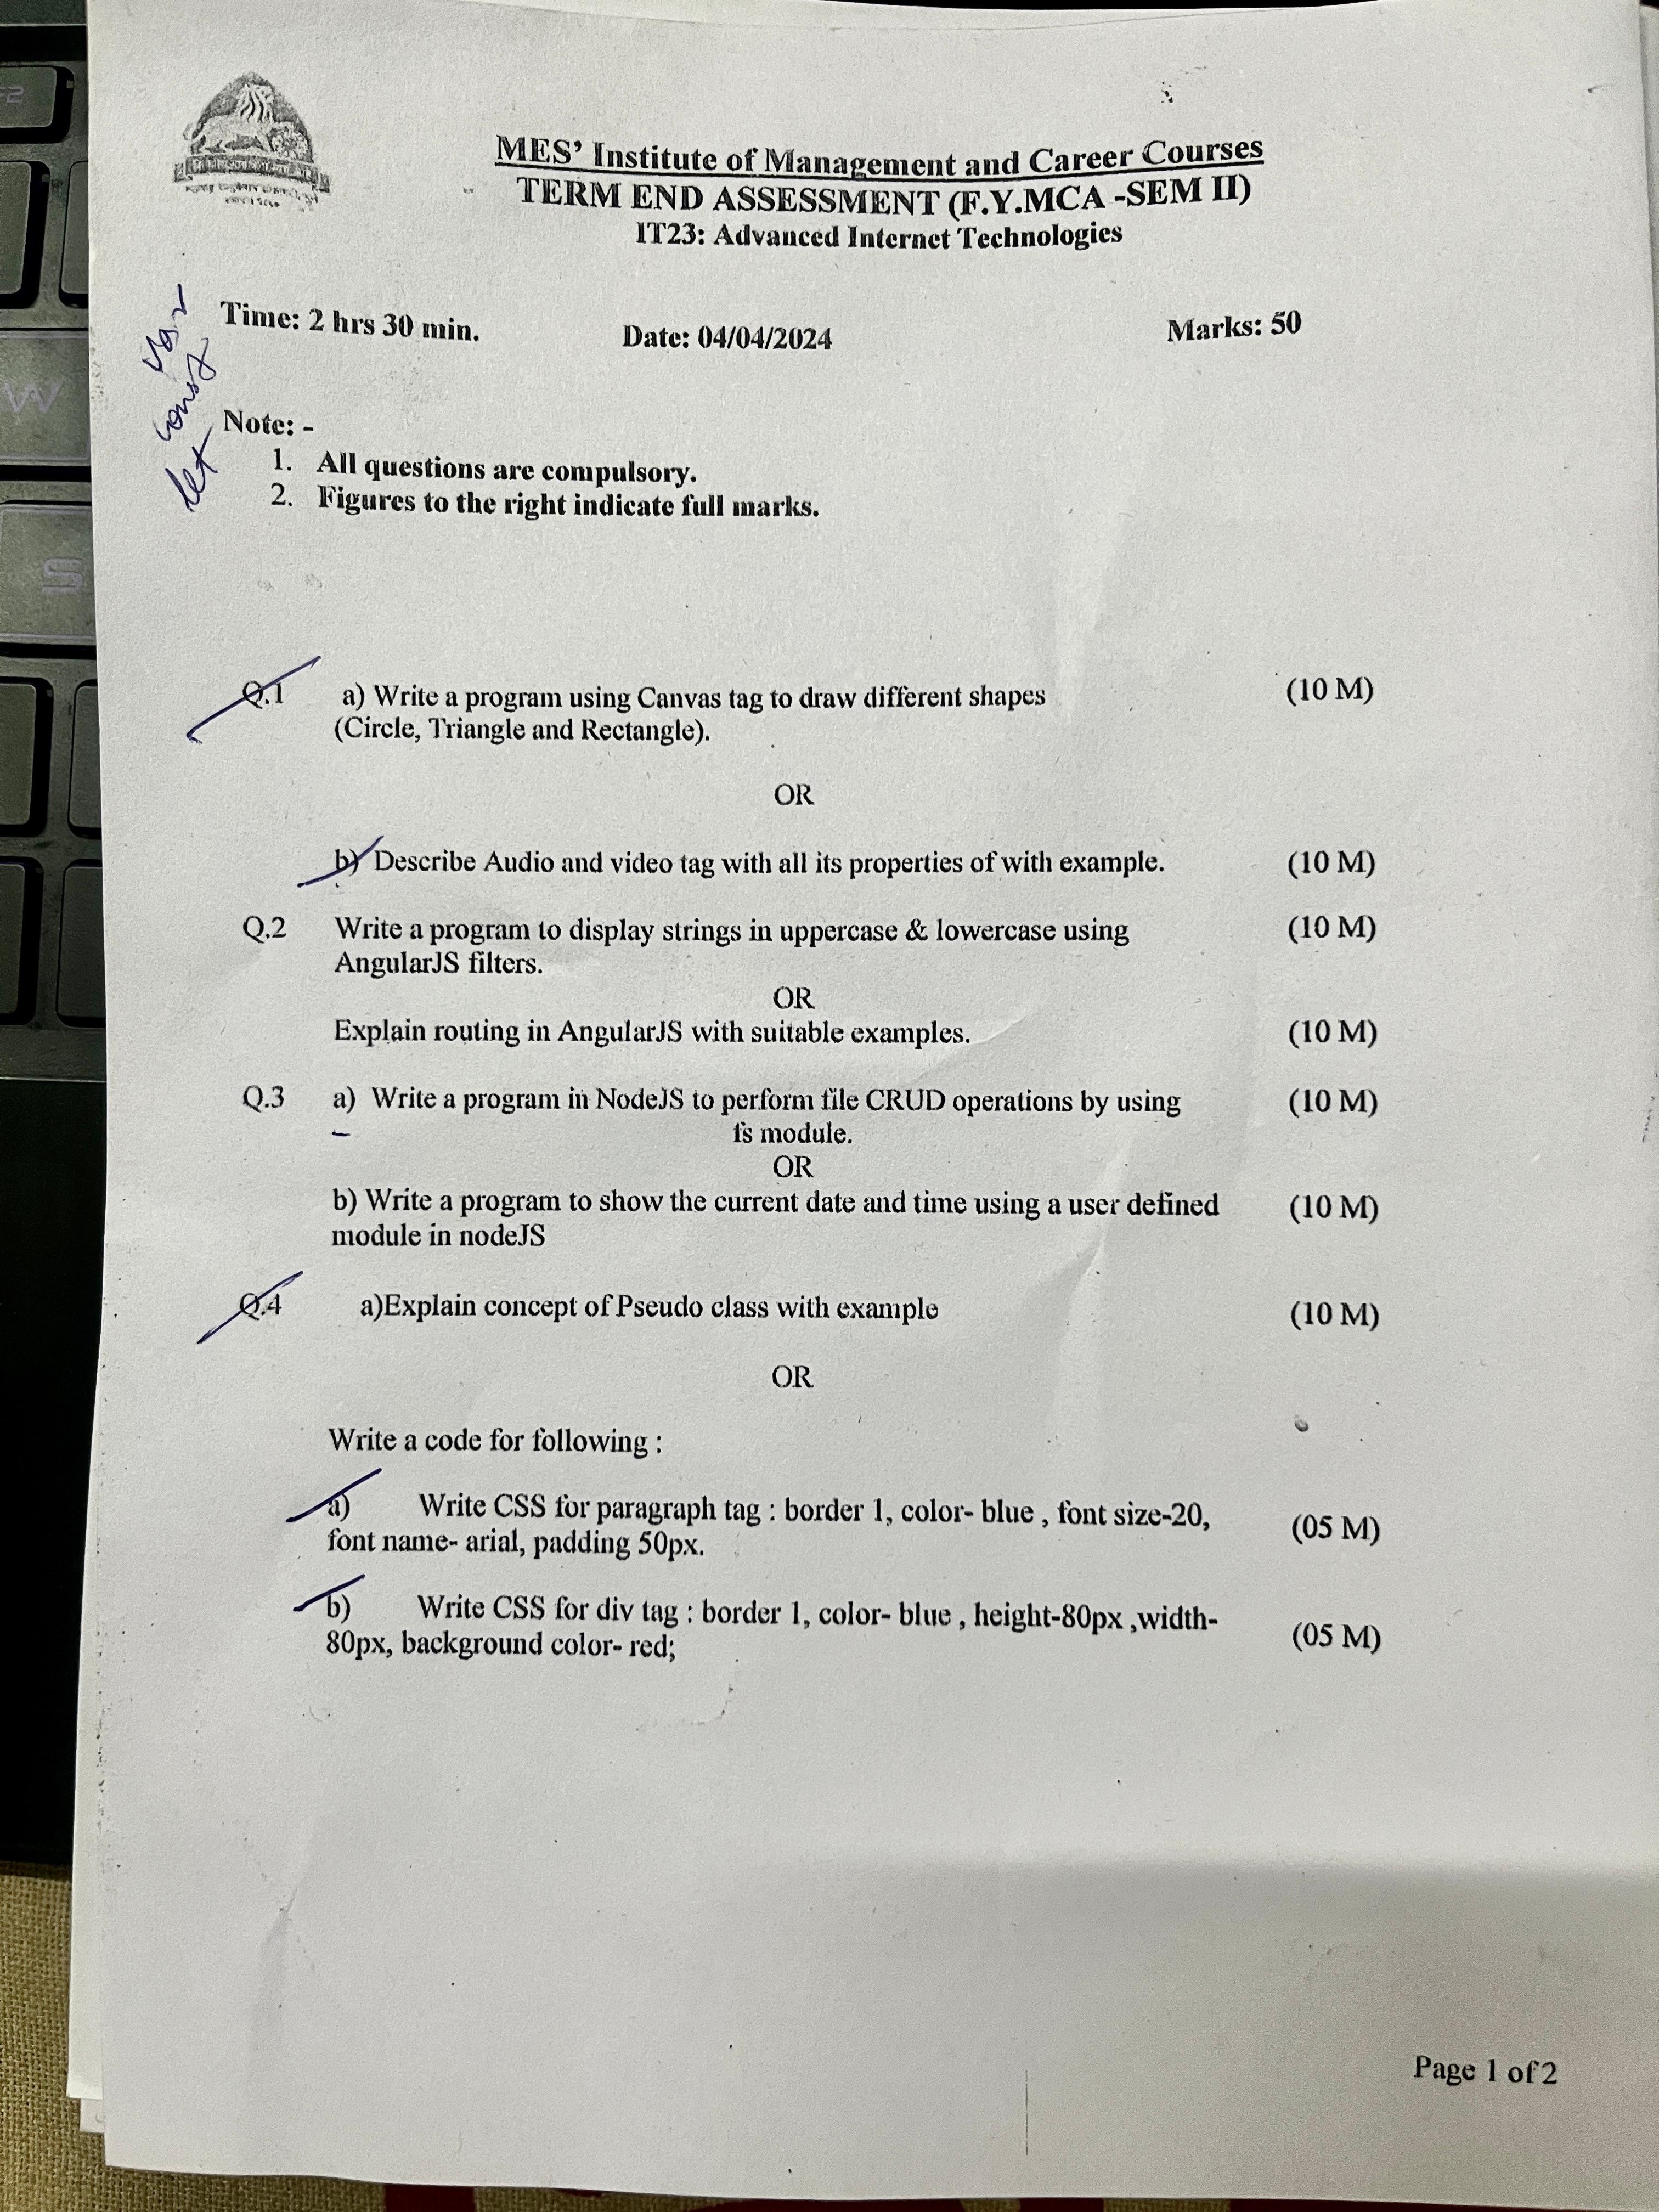 MES' Institute of Management and Career Courses
TERM END ASSESSMENT (F.Y.MCA -SEM II)
IT23: Advanced Internet Technologies
Time: 2 hrs 30 min. Date: 04/04/2024 Marks: 50
var
const
let
Note: -
1. All questions are compulsory.
2. Figures to the right indicate full marks.
Q.1 a) Write a program using Canvas tag to draw different shapes (10 M)
(Circle, Triangle and Rectangle).
OR
b) Describe Audio and video tag with all its properties of with example. (10 M)
Q.2 Write a program to display strings in uppercase & lowercase using (10 M)
AngularJS filters.
OR
Explain routing in AngularJS with suitable examples. (10 M)
Q.3 a) Write a program in NodeJS to perform file CRUD operations by using (10 M)
fs module.
OR
b) Write a program to show the current date and time using a user defined (10 M)
module in nodeJS
Q.4 a)Explain concept of Pseudo class with example (10 M)
OR
Write a code for following :
a) Write CSS for paragraph tag : border 1, color- blue , font size-20, (05 M)
font name- arial, padding 50px.
b) Write CSS for div tag : border 1, color- blue , height-80px ,width- (05 M)
80px, background color- red;
Page 1 of 2
F2
W
S